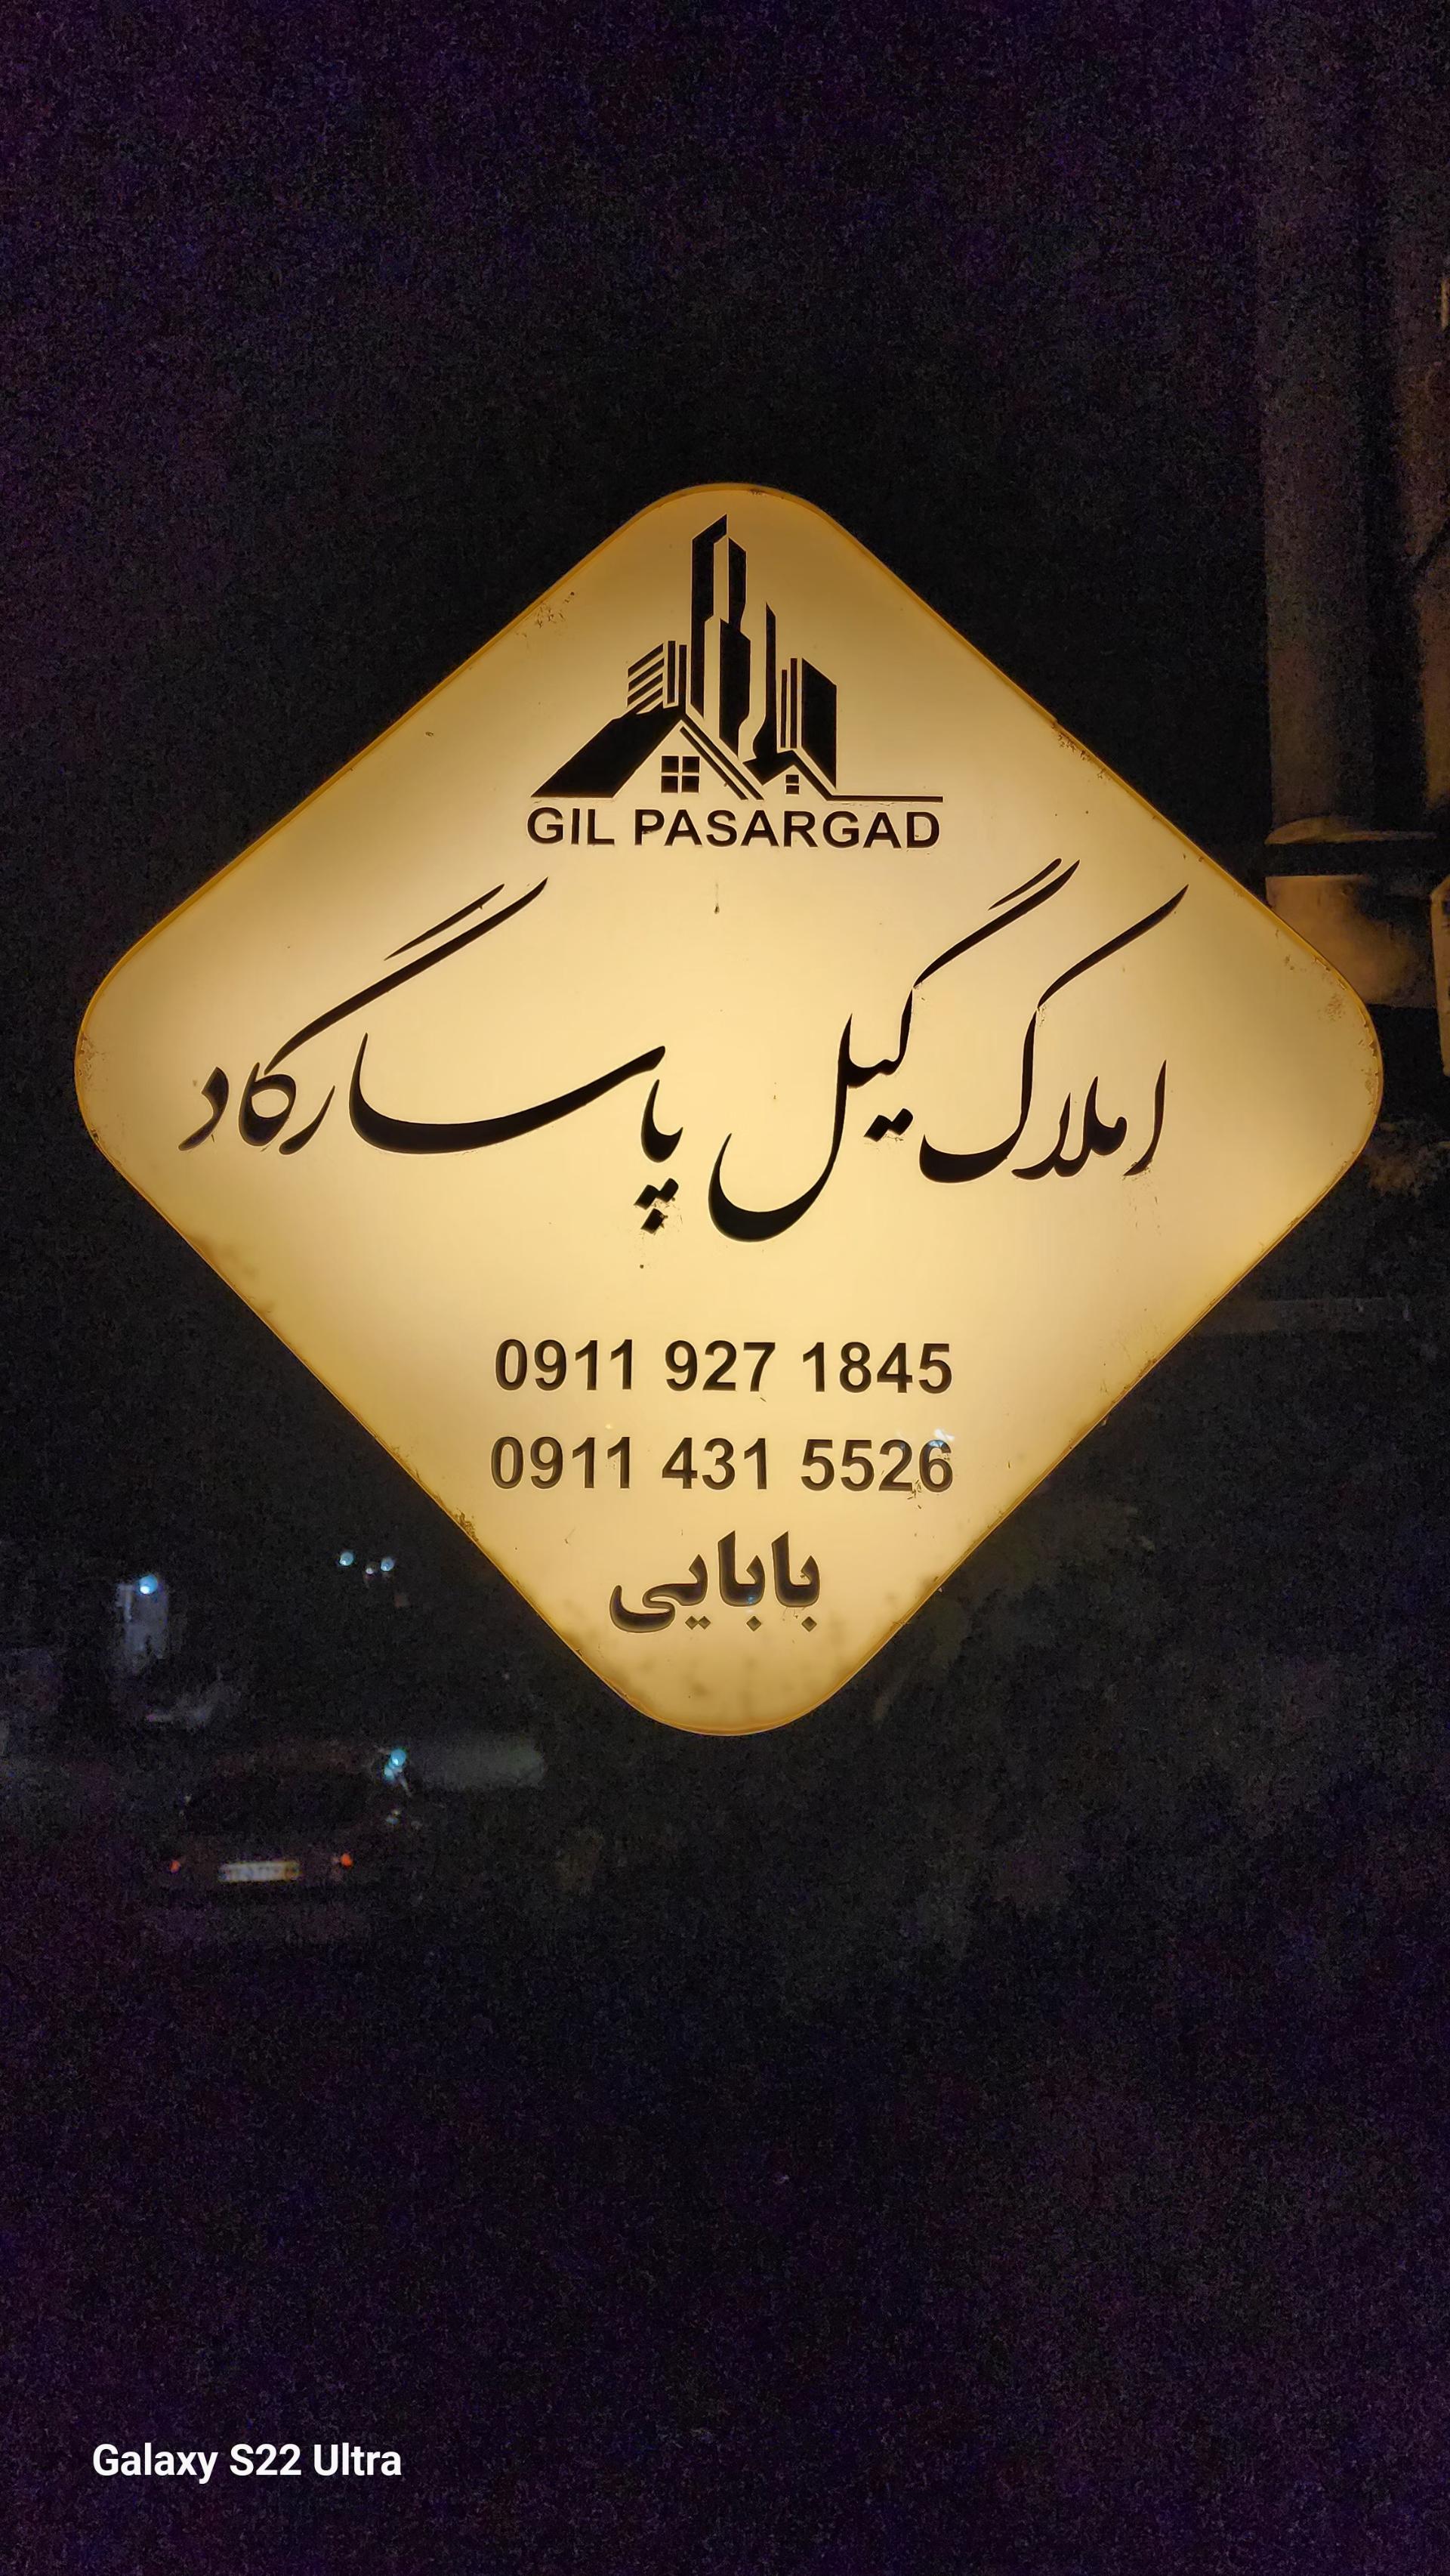 GIL PASARGAD
املاک گیل پاسارگاد
0911 927 1845
0911 431 5526
بابایی
Galaxy S22 Ultra